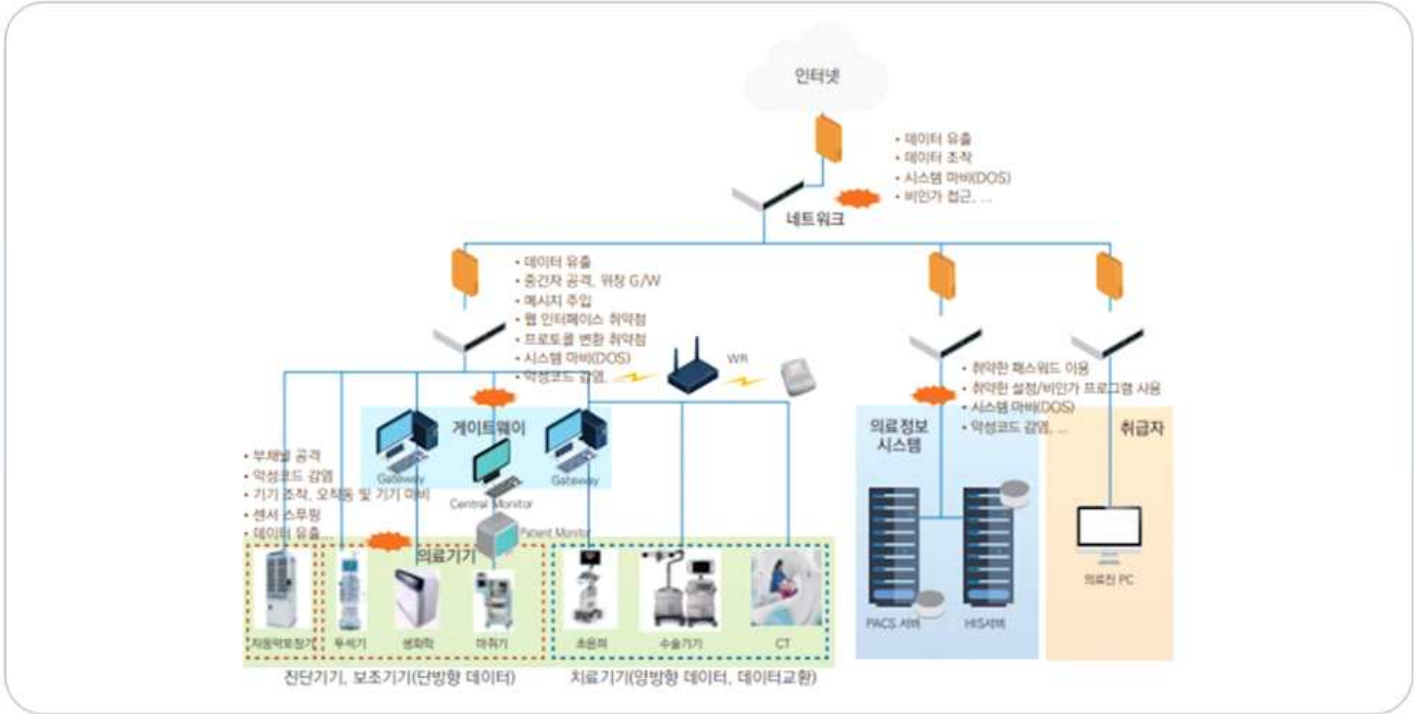 인터넷
• 데이터 유출
• 데이터 조작
• 시스템 마비(DOS)
• 비인가 접근, ...
네트워크
• 데이터 유출
• 중간자 공격, 위장 G/W
• 메시지 주입
• 웹 인터페이스 취약점
• 프로토콜 변환 취약점
• 시스템 마비(DOS)
• 악성코드 감염, ...
WR
게이트웨이
Gateway
Central Monitor
Gateway
Patient Monitor
• 부채널 공격
• 악성코드 감염
• 기기 조작, 오작동 및 기기 마비
• 센서 스푸핑
• 데이터 유출...
의료기기
자동약포장기
투석기
생화학
마취기
초음파
수술기기
CT
진단기기, 보조기기(단방향 데이터)
치료기기(양방향 데이터, 데이터교환)
• 취약한 패스워드 이용
• 취약한 설정/비인가 프로그램 사용
• 시스템 마비(DOS)
• 악성코드 감염, ...
의료정보
시스템
PACS 서버
HIS서버
취급자
의료진 PC